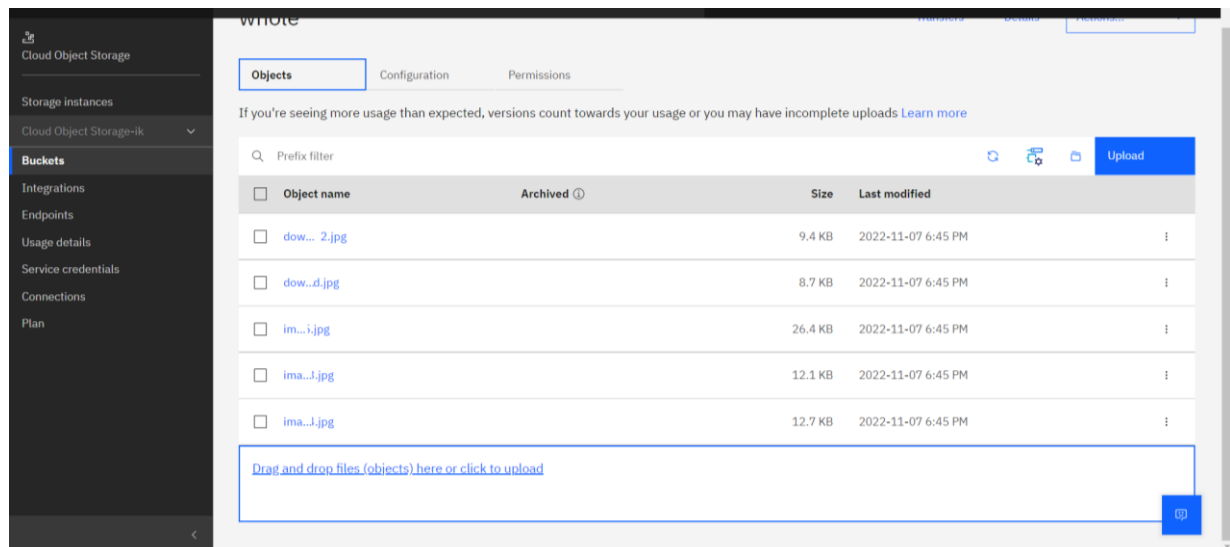 whole
Transfers
Details
Actions...
Cloud Object Storage
Storage instances
Cloud Object Storage-ik
Buckets
Integrations
Endpoints
Usage details
Service credentials
Connections
Plan
Objects
Configuration
Permissions
If you're seeing more usage than expected, versions count towards your usage or you may have incomplete uploads Learn more
Prefix filter
Upload
Object name Archived Size Last modified
dow... 2.jpg 9.4 KB 2022-11-07 6:45 PM
dow...d.jpg 8.7 KB 2022-11-07 6:45 PM
im... .jpg 26.4 KB 2022-11-07 6:45 PM
ima... .jpg 12.1 KB 2022-11-07 6:45 PM
ima... .jpg 12.7 KB 2022-11-07 6:45 PM
Drag and drop files (objects) here or click to upload